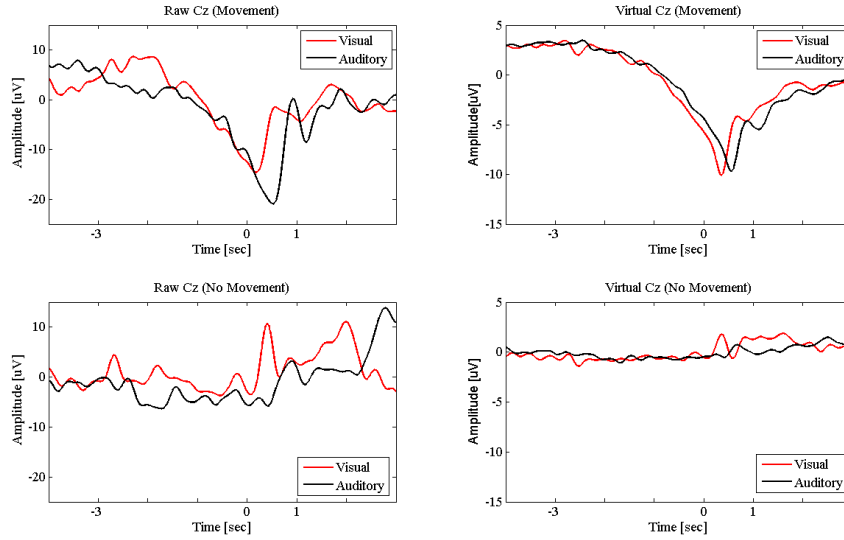 Raw Cz (Movement)
10
0
-10
-20
Amplitude [uV]
-3
0
1
Time [sec]
Visual
Auditory
Virtual Cz (Movement)
5
0
-5
-10
-15
Amplitude[uV]
-3
0
1
Time [sec]
Visual
Auditory
Raw Cz (No Movement)
10
0
-10
-20
Amplitude [uV]
-3
0
1
Time [sec]
Visual
Auditory
Virtual Cz (No Movement)
5
0
-5
-10
-15
Amplitude [uV]
-3
0
1
Time [sec]
Visual
Auditory